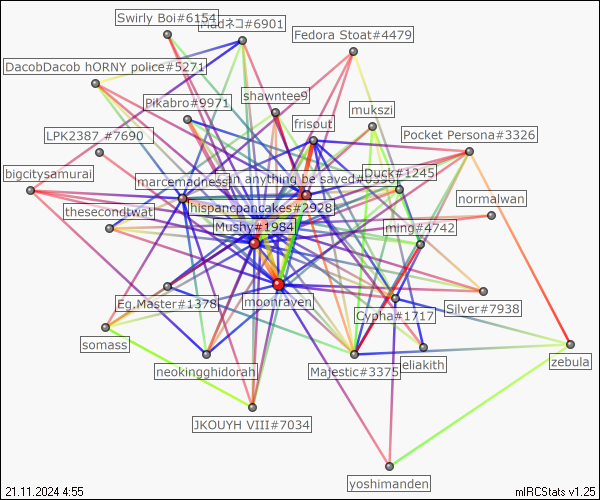 Swirly Boi#6154
Madネコ#6901
Fedora Stoat#4479
DacobDacob hORNY police#5271
shawntee9
Pikabro#9971
mukszi
frisout
LPK2387 #7690
Pocket Persona#3326
bigcitysamurai
Duck#1245
marcemadness
an anything be saved#0396
normalwan
thesecondtwat
hispancpancakes#2928
Mushy#1984
ming#4742
Eg.Master#1378
moonraven
Silver#7938
Cypha#1717
somass
neokingghidorah
Majestic#3375
eliakith
zebula
JKOUYH VIII#7034
yoshimanden
21.11.2024 4:55
mIRCStats v1.25